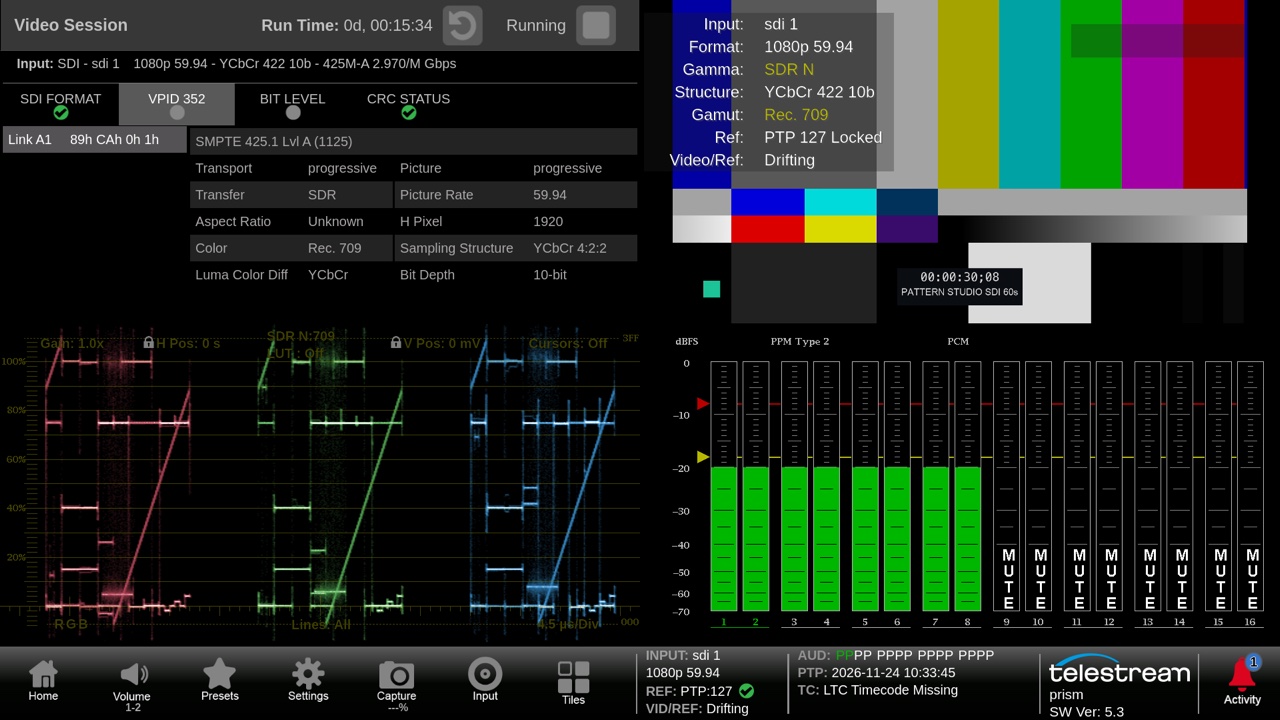 Video Session
Run Time: 0d, 00:15:34
Running
Input: SDI - sdi 1 1080p 59.94 - YCbCr 422 10b - 425M-A 2.970/M Gbps
SDI FORMAT VPID 352 BIT LEVEL CRC STATUS
Link A1 89h CAh 0h 1h
SMPTE 425.1 Lvl A (1125)
Transport progressive Picture progressive
Transfer SDR Picture Rate 59.94
Aspect Ratio Unknown H Pixel 1920
Color Rec. 709 Sampling Structure YCbCr 4:2:2
Luma Color Diff YCbCr Bit Depth 10-bit
Input: sdi 1
Format: 1080p 59.94
Gamma: SDR N
Structure: YCbCr 422 10b
Gamut: Rec. 709
Ref: PTP 127 Locked
Video/Ref: Drifting
00:00:30;08
PATTERN STUDIO SDI 60s
Gain: 1.0x H Pos: 0 s SDR N:709 V Pos: 0 mV Cursors: Off 3FF
LUT : Off
100%
80%
60%
40%
20%
RGB Lines: All 4.5 µs/Div 000
dBFS PPM Type 2 PCM
0
-10
-20
-30
-40
-50
-60
-70
MUTE MUTE MUTE MUTE MUTE MUTE MUTE MUTE
1 2 3 4 5 6 7 8 9 10 11 12 13 14 15 16
Home
Volume
1-2
Presets
Settings
Capture
---%
Input
Tiles
INPUT: sdi 1
1080p 59.94
REF: PTP:127
VID/REF: Drifting
AUD: PPPP PPPP PPPP PPPP
PTP: 2026-11-24 10:33:45
TC: LTC Timecode Missing
telestream
prism
SW Ver: 5.3
1
Activity